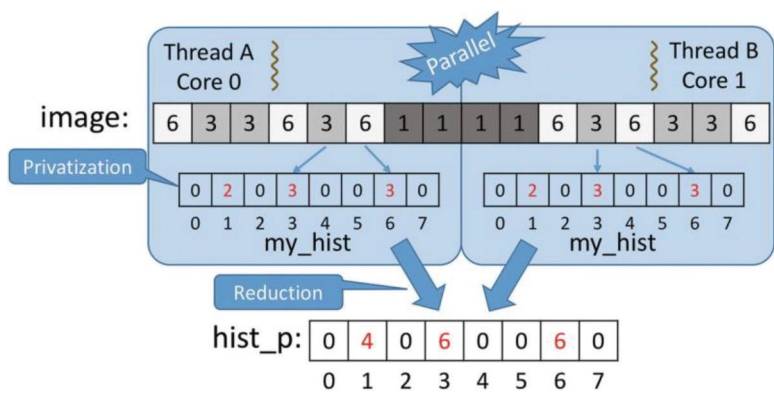 Thread A
Core 0
Parallel
Thread B
Core 1
image: 6 3 3 6 3 6 1 1 1 1 6 3 6 3 3 6
Privatization
0 2 0 3 0 0 3 0
0 1 2 3 4 5 6 7
my_hist
0 2 0 3 0 0 3 0
0 1 2 3 4 5 6 7
my_hist
Reduction
hist_p: 0 4 0 6 0 0 6 0
0 1 2 3 4 5 6 7